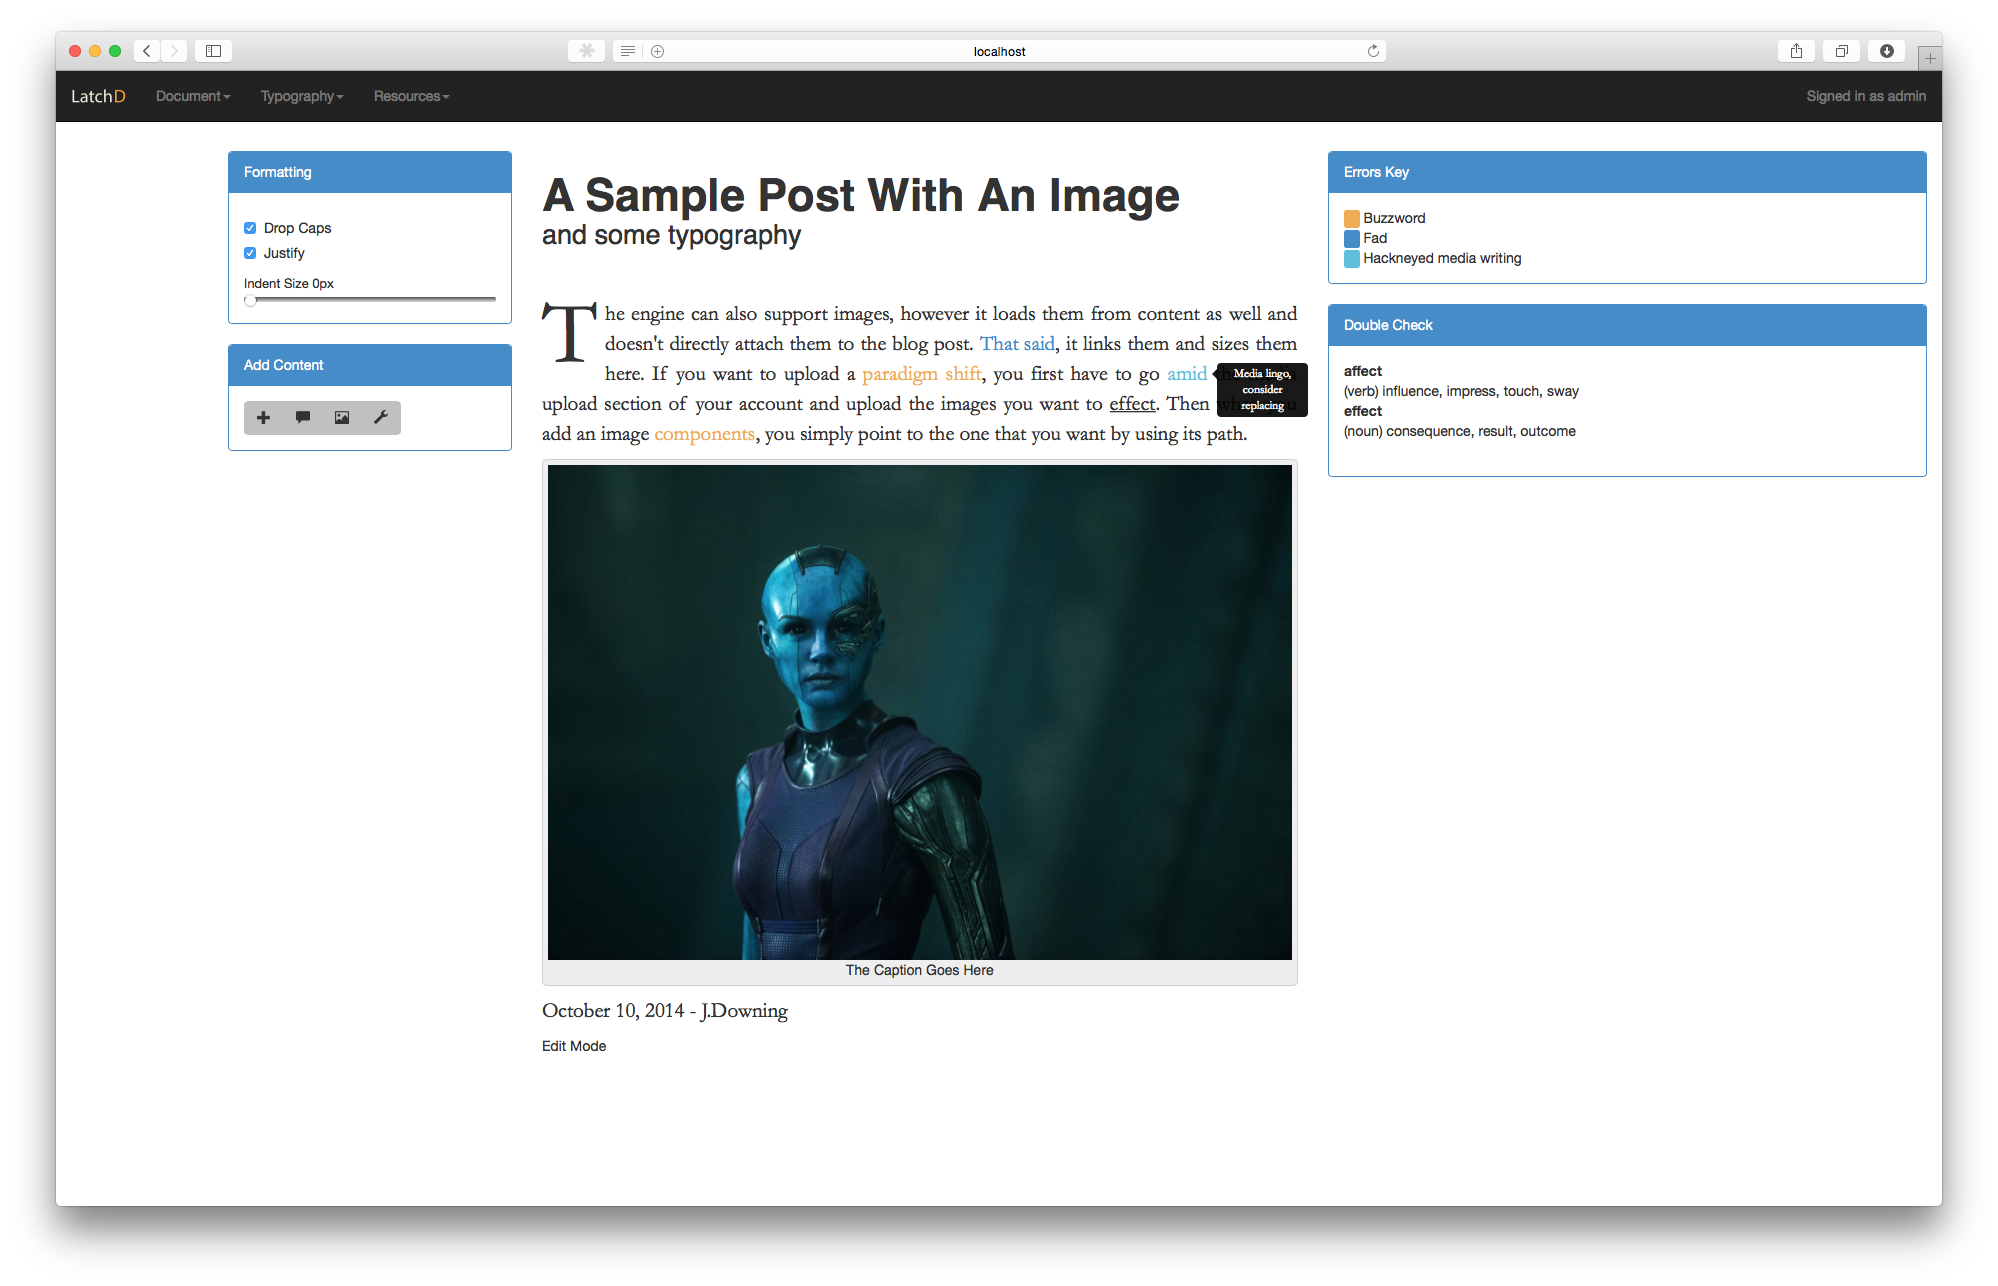 localhost
LatchD Document Typography Resources Signed in as admin
Formatting
Drop Caps
Justify
Indent Size 0px
Add Content
A Sample Post With An Image
and some typography
The engine can also support images, however it loads them from content as well and
doesn't directly attach them to the blog post. That said, it links them and sizes them
here. If you want to upload a paradigm shift, you first have to go amid
upload section of your account and upload the images you want to effect. Then
add an image components, you simply point to the one that you want by using its path.
Media lingo,
consider
replacing
The Caption Goes Here
October 10, 2014 - J.Downing
Edit Mode
Errors Key
Buzzword
Fad
Hackneyed media writing
Double Check
affect
(verb) influence, impress, touch, sway
effect
(noun) consequence, result, outcome